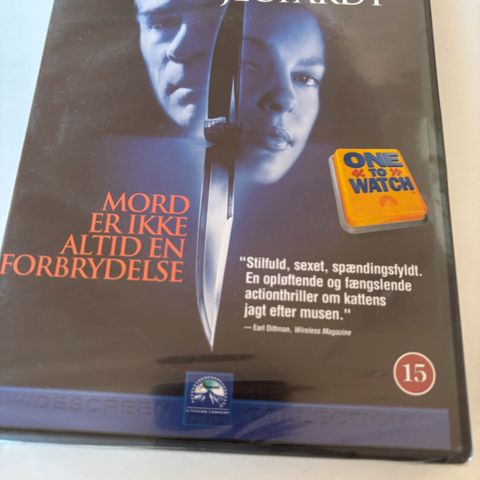 JEOPARDY
ONE
TO
WATCH
MORD
ER IKKE
ALTID EN
FORBRYDELSE
"Stilfuld, sexet, spændingsfyldt.
En opløftende og fængslende
actionthriller om kattens
jagt efter musen."
— Earl Dittman, Wireless Magazine
15
WIDESCREEN COLLECTION